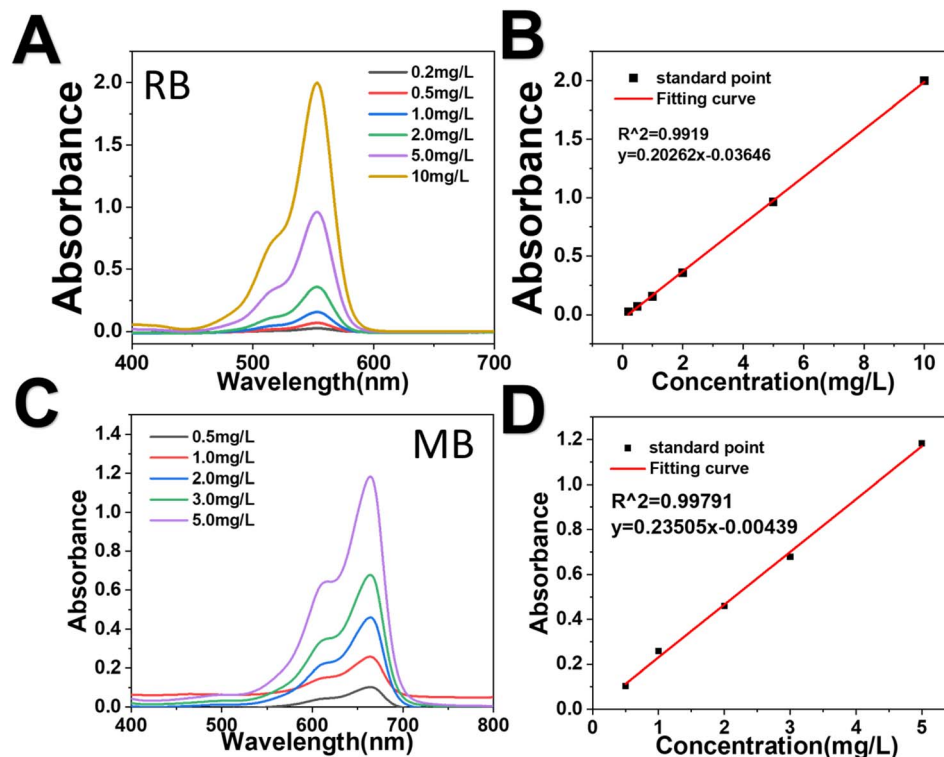 A
RB
0.2mg/L
0.5mg/L
1.0mg/L
2.0mg/L
5.0mg/L
10mg/L
Absorbance
2.0
1.5
1.0
0.5
0.0
400 500 600 700
Wavelength(nm)
B
standard point
Fitting curve
R^2=0.9919
y=0.20262x-0.03646
Absorbance
2.0
1.5
1.0
0.5
0.0
0 2 4 6 8 10
Concentration(mg/L)
C
MB
0.5mg/L
1.0mg/L
2.0mg/L
3.0mg/L
5.0mg/L
Absorbance
1.4
1.2
1.0
0.8
0.6
0.4
0.2
0.0
400 500 600 700 800
Wavelength(nm)
D
standard point
Fitting curve
R^2=0.99791
y=0.23505x-0.00439
Absorbance
1.2
1.0
0.8
0.6
0.4
0.2
0.0
0 1 2 3 4 5
Concentration(mg/L)